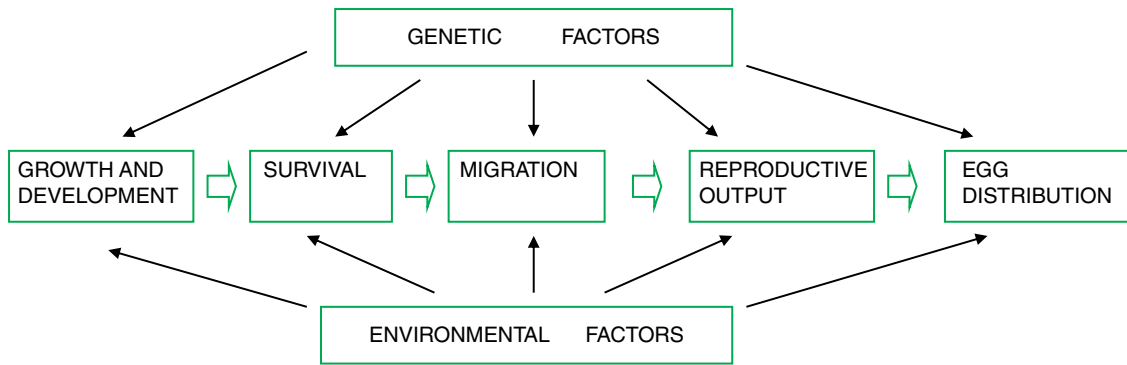 GENETIC FACTORS
GROWTH AND
DEVELOPMENT
SURVIVAL
MIGRATION
REPRODUCTIVE
OUTPUT
EGG
DISTRIBUTION
ENVIRONMENTAL FACTORS